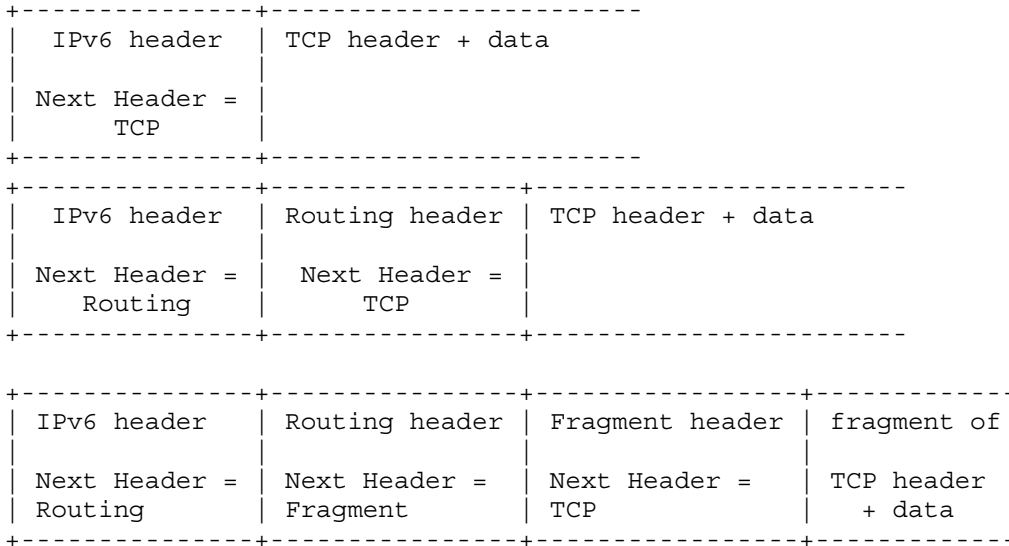 IPv6 header | TCP header + data
Next Header =
TCP
IPv6 header | Routing header | TCP header + data
Next Header = | Next Header =
Routing | TCP
IPv6 header | Routing header | Fragment header | fragment of
Next Header = | Next Header = | Next Header = | TCP header
Routing | Fragment | TCP | + data